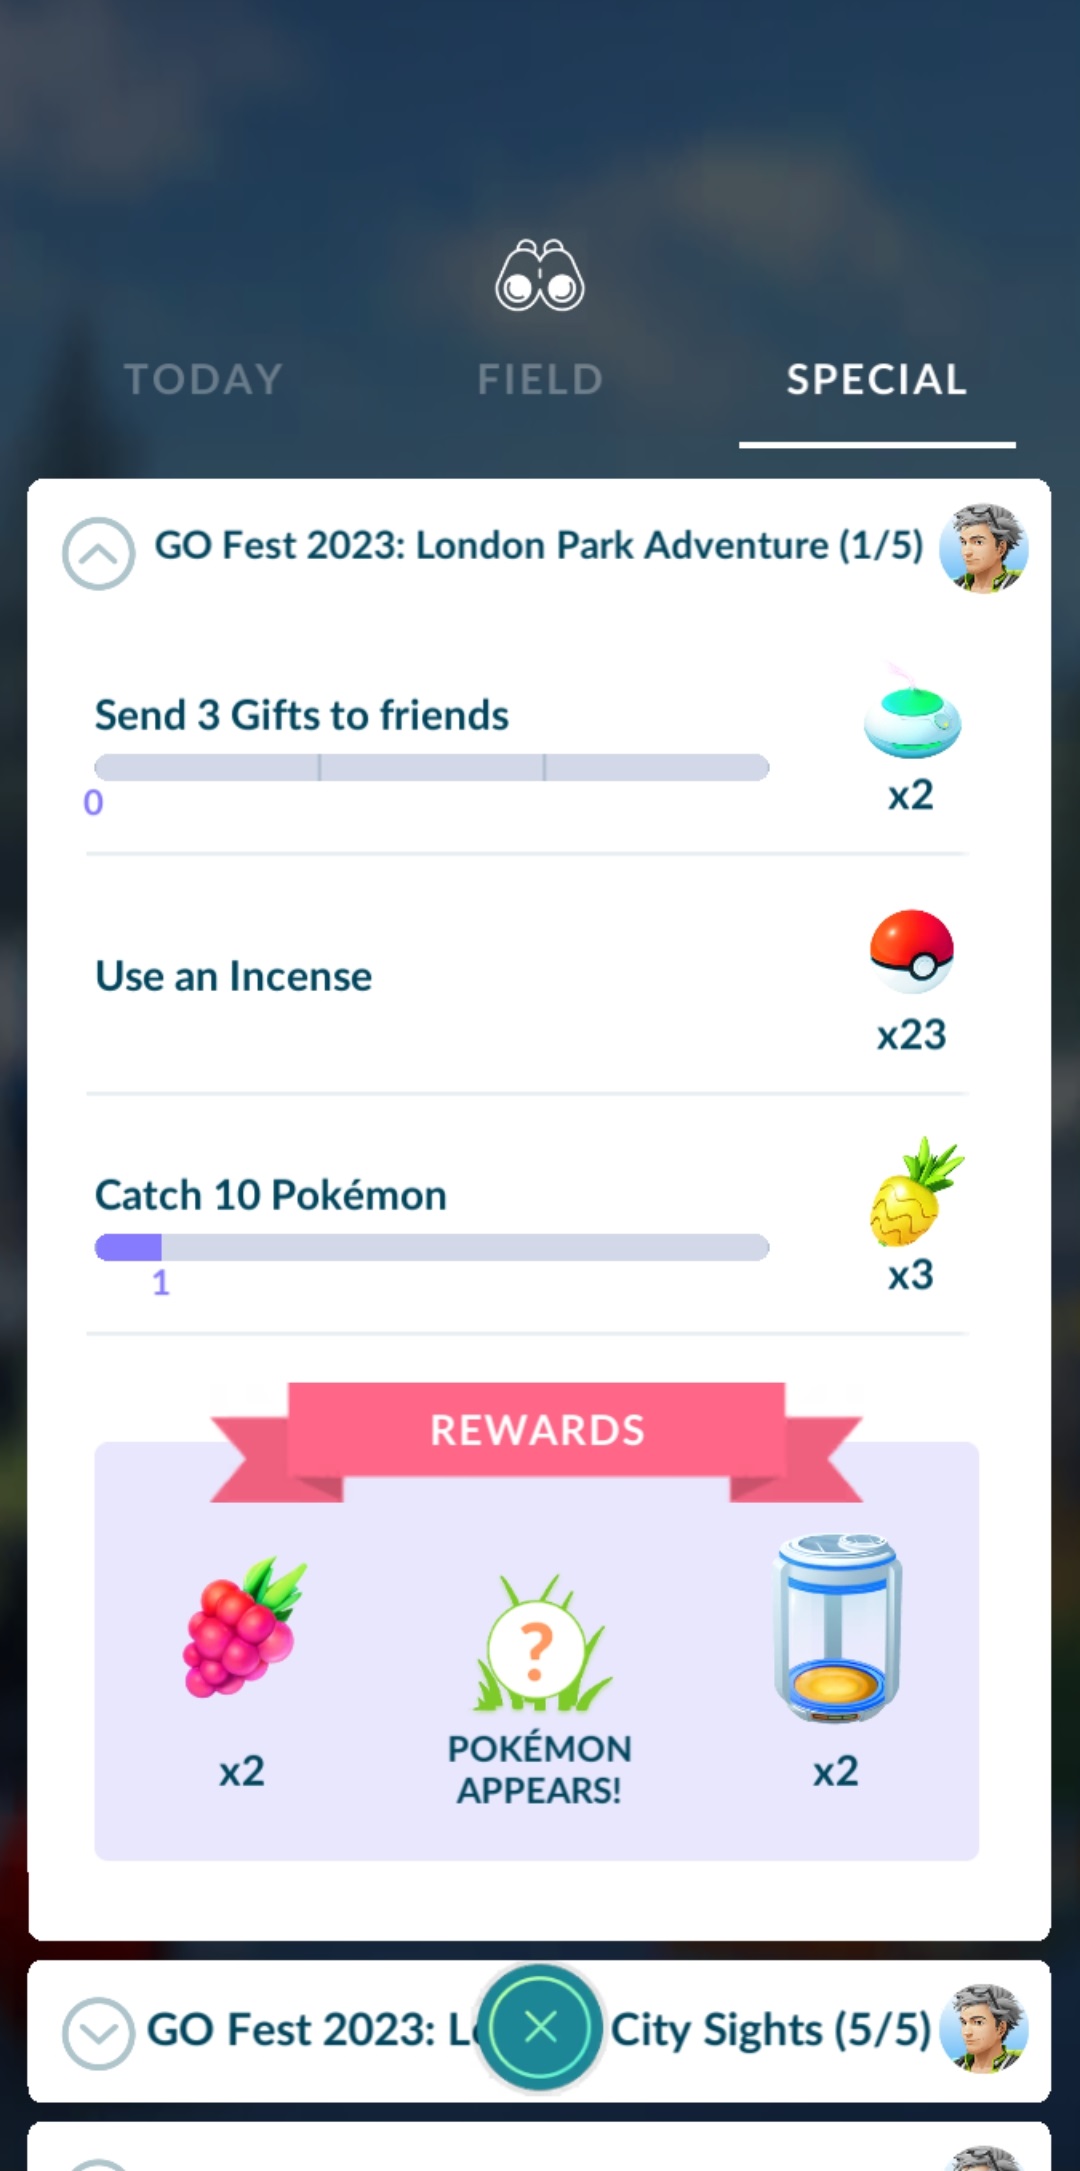 TODAY FIELD SPECIAL
GO Fest 2023: London Park Adventure (1/5)
Send 3 Gifts to friends
0
x2
Use an Incense
x23
Catch 10 Pokémon
1
x3
REWARDS
?
x2
POKÉMON
APPEARS!
x2
GO Fest 2023: City Sights (5/5)